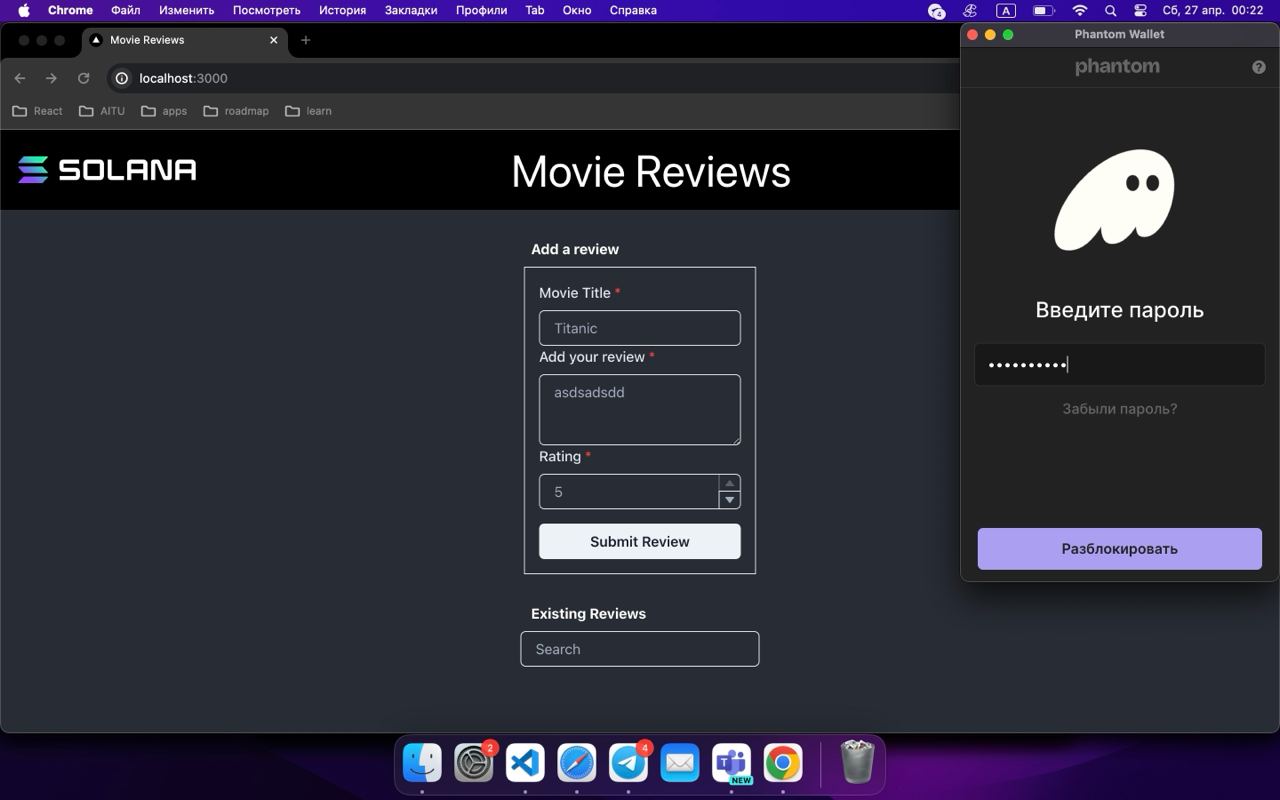 Chrome Файл Изменить Посмотреть История Закладки Профили Tab Окно Справка 4 A Сб, 27 апр. 00:22
Movie Reviews
localhost:3000
React AITU apps roadmap learn
SOLANA
Movie Reviews
Add a review
Movie Title *
Titanic
Add your review *
asdsadsdd
Rating *
5
Submit Review
Existing Reviews
Search
Phantom Wallet
phantom
?
Введите пароль
••••••••••
Забыли пароль?
Разблокировать
2
4
NEW